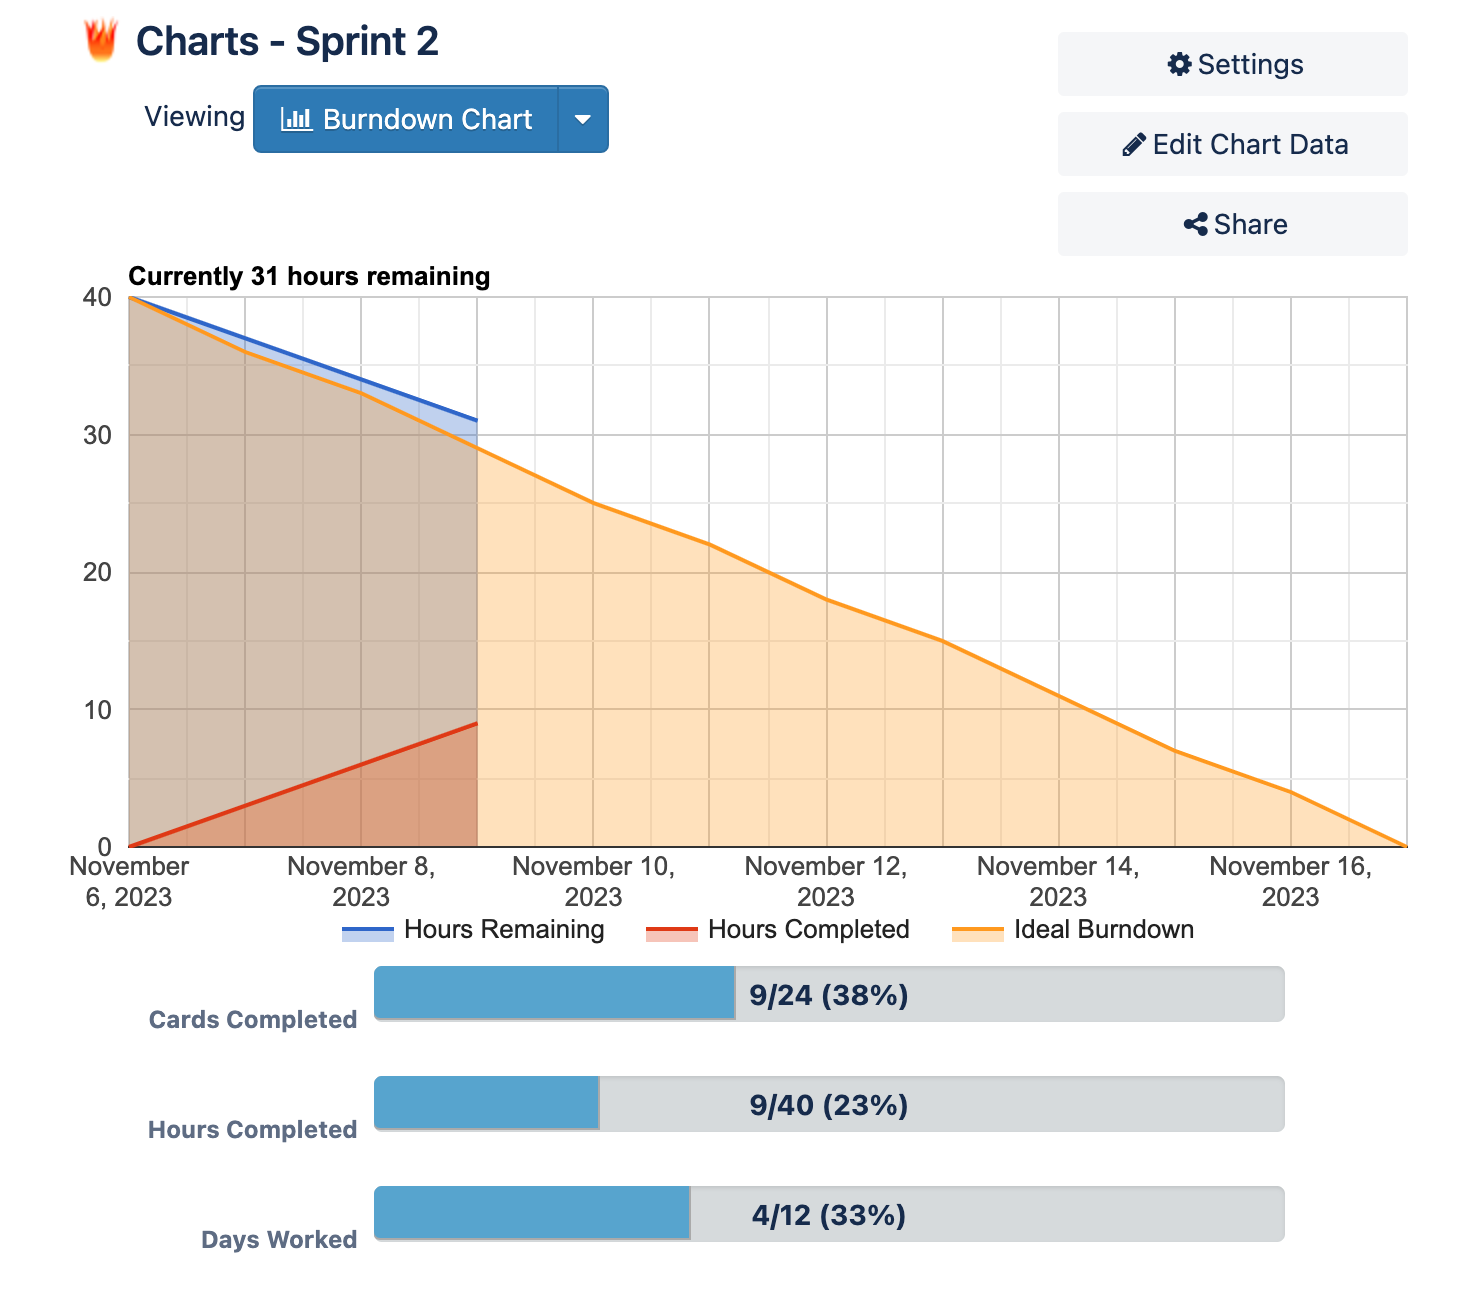 Charts - Sprint 2
Settings
Viewing
Burndown Chart
Edit Chart Data
Share
Currently 31 hours remaining
40
30
20
10
0
November
6, 2023
November 8,
2023
November 10,
2023
November 12,
2023
November 14,
2023
November 16,
2023
Hours Remaining
Hours Completed
Ideal Burndown
Cards Completed
9/24 (38%)
Hours Completed
9/40 (23%)
Days Worked
4/12 (33%)